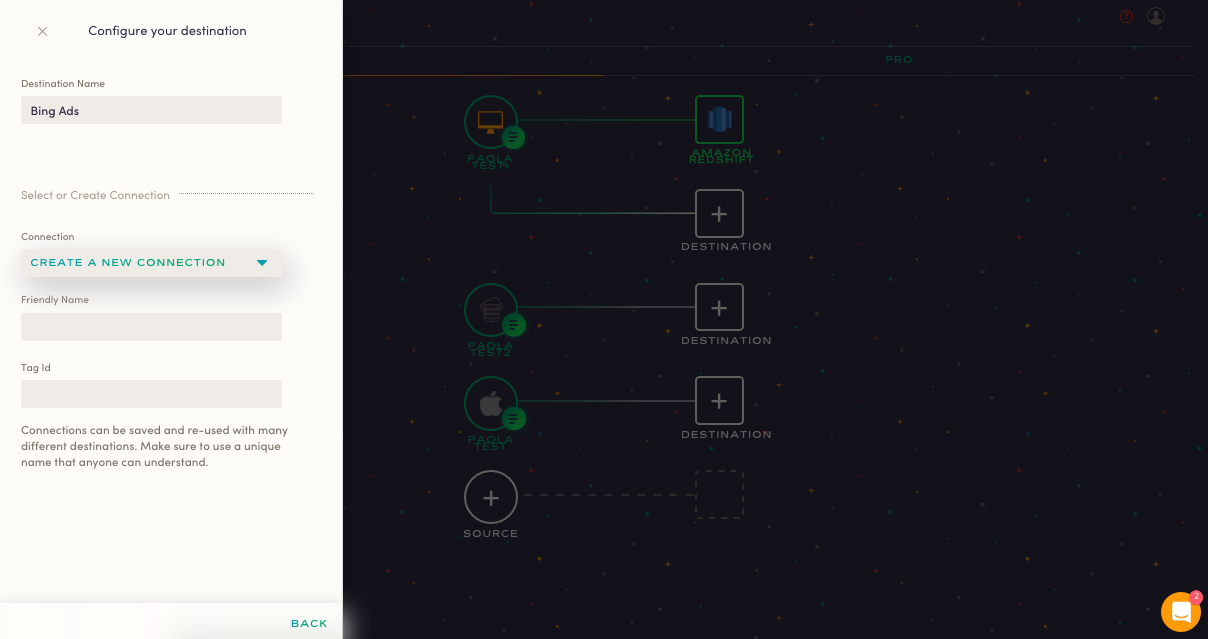 Configure your destination
Destination Name
Bing Ads
Select or Create Connection
Connection
CREATE A NEW CONNECTION
Friendly Name
Tag Id
Connections can be saved and re-used with many
different destinations. Make sure to use a unique
name that anyone can understand.
BACK
?
PRO
PAOLA
TEST1
AMAZON
REDSHIFT
DESTINATION
PAOLA
TEST2
DESTINATION
PAOLA
TEST
DESTINATION
SOURCE
2